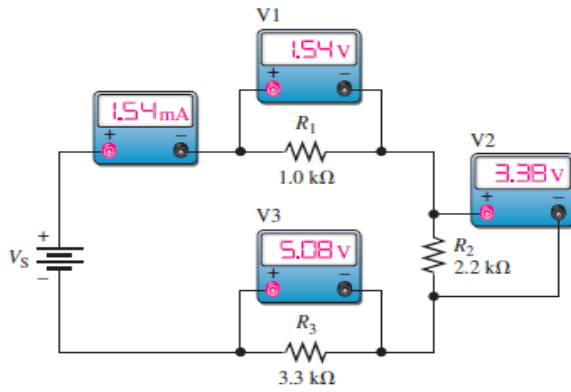 V1
1.54 V
+ −
1.54 mA
+ −
R1
1.0 kΩ
V2
3.38 V
+ −
V3
5.08 V
+ −
+
VS
−
R2
2.2 kΩ
R3
3.3 kΩ